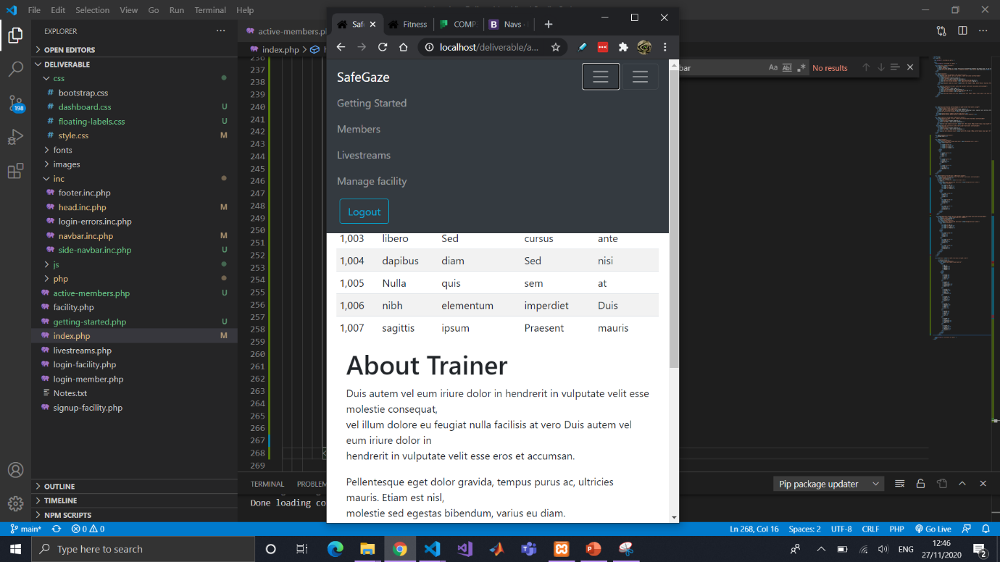 File Edit Selection View Go Run Terminal Help
EXPLORER
OPEN EDITORS
DELIVERABLE
css
# bootstrap.css
# dashboard.css U
# floating-labels.css U
# style.css M
fonts
images
inc
footer.inc.php
head.inc.php M
login-errors.inc.php
navbar.inc.php M
side-navbar.inc.php U
js
php
active-members.php U
facility.php
getting-started.php U
index.php M
livestreams.php
login-facility.php
login-member.php
Notes.txt
signup-facility.php
OUTLINE
TIMELINE
NPM SCRIPTS
198
active-members.p
index.php
236
237
238
239
240
241
242
243
244
245
246
247
248
249
250
251
252
253
254
255
256
257
258
259
260
261
262
263
264
265
266
267
268
269
Saf
Fitness
COMP
Navs -
localhost/deliverable/a...
SafeGaze
Getting Started
Members
Livestreams
Manage facility
Logout
1,003 libero Sed cursus ante
1,004 dapibus diam Sed nisi
1,005 Nulla quis sem at
1,006 nibh elementum imperdiet Duis
1,007 sagittis ipsum Praesent mauris
About Trainer
Duis autem vel eum iriure dolor in hendrerit in vulputate velit esse
molestie consequat,
vel illum dolore eu feugiat nulla facilisis at vero Duis autem vel
eum iriure dolor in
hendrerit in vulputate velit esse eros et accumsan.
Pellentesque eget dolor gravida, tempus purus ac, ultricies
mauris. Etiam est nisl,
molestie sed egestas bibendum, varius eu diam.
bar Aa Abl .* No results
TERMINAL PROBLEM
Pip package updater
Done loading co
main* 0 0
Ln 268, Col 16 Spaces: 2 UTF-8 CRLF PHP Go Live
Type here to search
ENG
12:46
27/11/2020
2